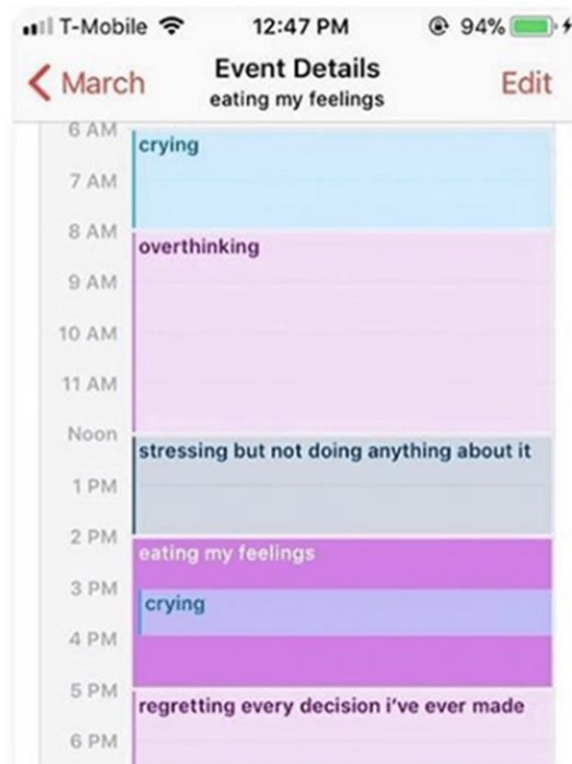 T-Mobile 12:47 PM 94%
March Event Details Edit
eating my feelings
6 AM
crying
7 AM
8 AM
overthinking
9 AM
10 AM
11 AM
Noon
stressing but not doing anything about it
1 PM
2 PM
eating my feelings
3 PM
crying
4 PM
5 PM
regretting every decision i've ever made
6 PM